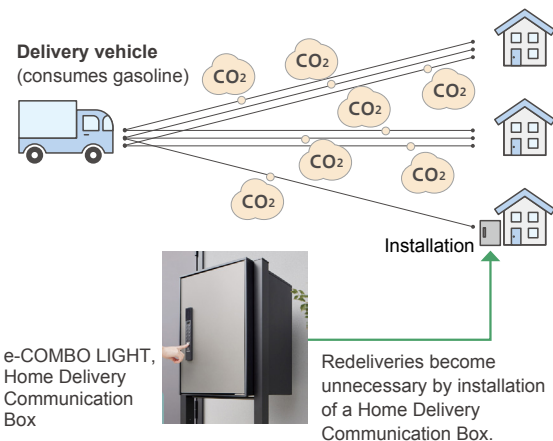 Delivery vehicle
(consumes gasoline)
CO2
CO2
CO2
CO2
CO2
CO2
CO2
Installation
e-COMBO LIGHT,
Home Delivery
Communication
Box
Redeliveries become
unnecessary by installation
of a Home Delivery
Communication Box.